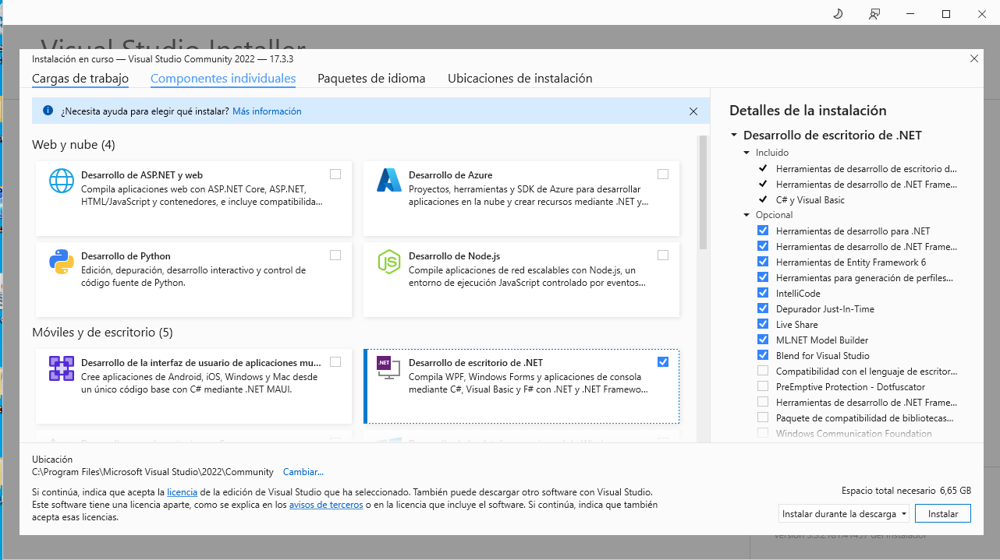 Visual Studio Installer
Instalación en curso — Visual Studio Community 2022 — 17.3.3
Cargas de trabajo
Componentes individuales
Paquetes de idioma
Ubicaciones de instalación
¿Necesita ayuda para elegir qué instalar? Más información
Web y nube (4)
Desarrollo de ASP.NET y web
Compila aplicaciones web con ASP.NET Core, ASP.NET,
HTML/JavaScript y contenedores, e incluye compatibilida...
Desarrollo de Azure
Proyectos, herramientas y SDK de Azure para desarrollar
aplicaciones en la nube y crear recursos mediante .NET y...
Desarrollo de Python
Edición, depuración, desarrollo interactivo y control de
código fuente de Python.
Desarrollo de Node.js
Compile aplicaciones de red escalables con Node.js, un
entorno de ejecución JavaScript controlado por eventos...
Móviles y de escritorio (5)
Desarrollo de la interfaz de usuario de aplicaciones mu...
Cree aplicaciones de Android, iOS, Windows y Mac desde
un único código base con C# mediante .NET MAUI.
.NET
Desarrollo de escritorio de .NET
Compila WPF, Windows Forms y aplicaciones de consola
mediante C#, Visual Basic y F# con .NET y .NET Framewo...
Detalles de la instalación
Desarrollo de escritorio de .NET
Incluido
Herramientas de desarrollo de escritorio d...
Herramientas de desarrollo de .NET Frame...
C# y Visual Basic
Opcional
Herramientas de desarrollo para .NET
Herramientas de desarrollo de .NET Frame...
Herramientas de Entity Framework 6
Herramientas para generación de perfiles...
IntelliCode
Depurador Just-In-Time
Live Share
ML.NET Model Builder
Blend for Visual Studio
Compatibilidad con el lenguaje de escritor...
PreEmptive Protection - Dotfuscator
Herramientas de desarrollo de .NET Frame...
Paquete de compatibilidad de bibliotecas...
Windows Communication Foundation
Ubicación
C:\Program Files\Microsoft Visual Studio\2022\Community Cambiar...
Si continúa, indica que acepta la licencia de la edición de Visual Studio que ha seleccionado. También puede descargar otro software con Visual Studio.
Este software tiene una licencia aparte, como se explica en los avisos de terceros o en la licencia que incluye el software. Si continúa, indica que también
acepta esas licencias.
Espacio total necesario 6,65 GB
Instalar durante la descarga
Instalar